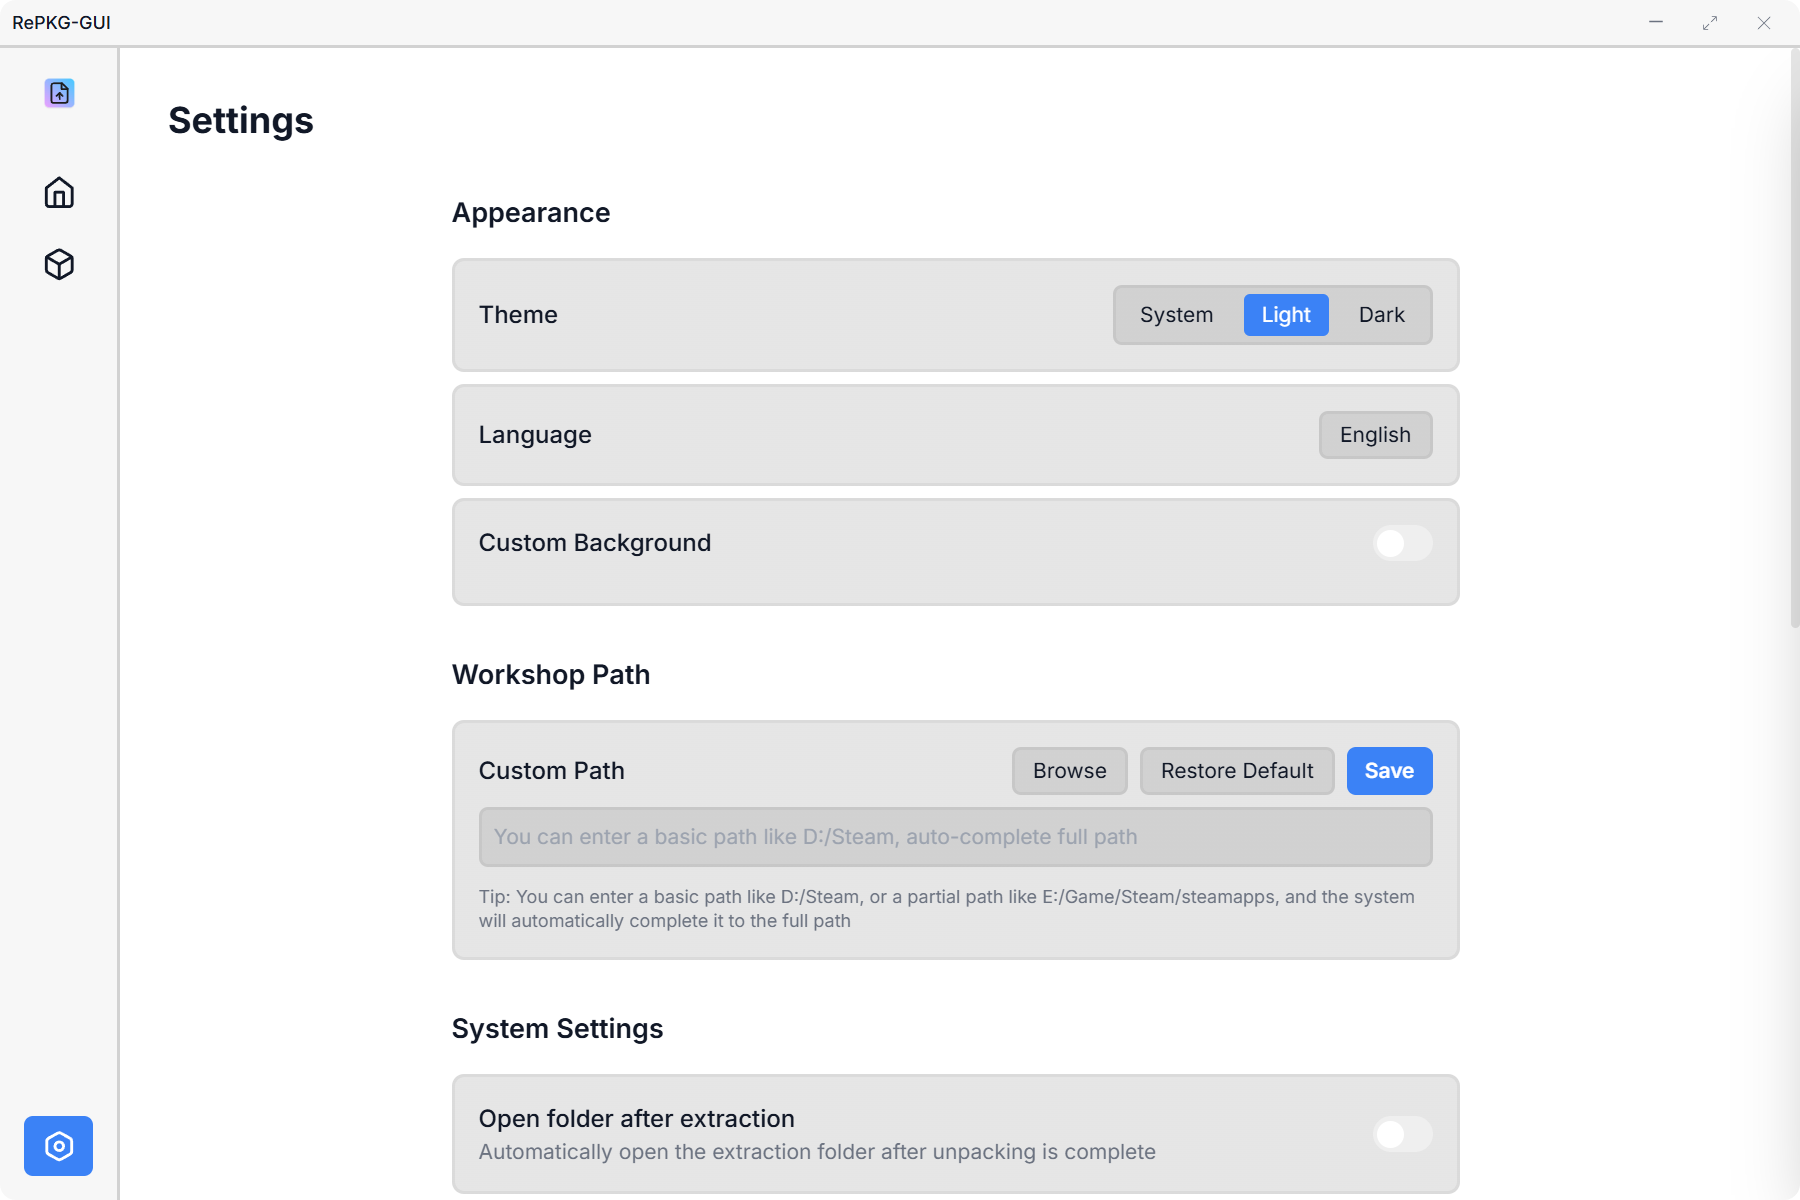 RePKG-GUI
Settings
Appearance
Theme
System
Light
Dark
Language
English
Custom Background
Workshop Path
Custom Path
Browse
Restore Default
Save
You can enter a basic path like D:/Steam, auto-complete full path
Tip: You can enter a basic path like D:/Steam, or a partial path like E:/Game/Steam/steamapps, and the system
will automatically complete it to the full path
System Settings
Open folder after extraction
Automatically open the extraction folder after unpacking is complete